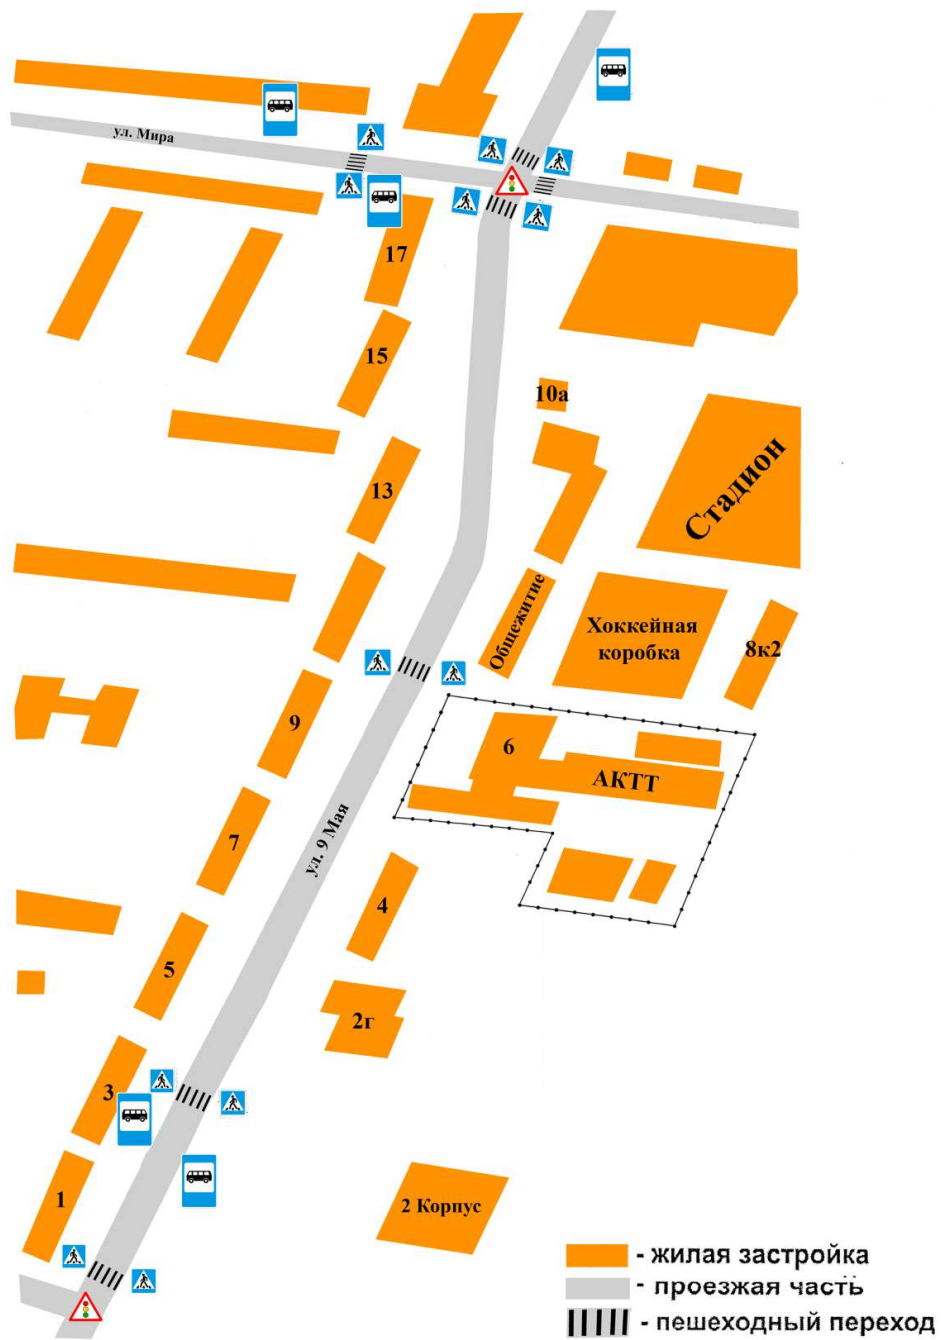 ул. Мира
17
15
10а
13
Стадион
Общежитие
Хоккейная
коробка
8к2
9
6
АКТТ
7
ул. 9 Мая
4
5
2г
3
1
2 Корпус
- жилая застройка
- проезжая часть
- пешеходный переход